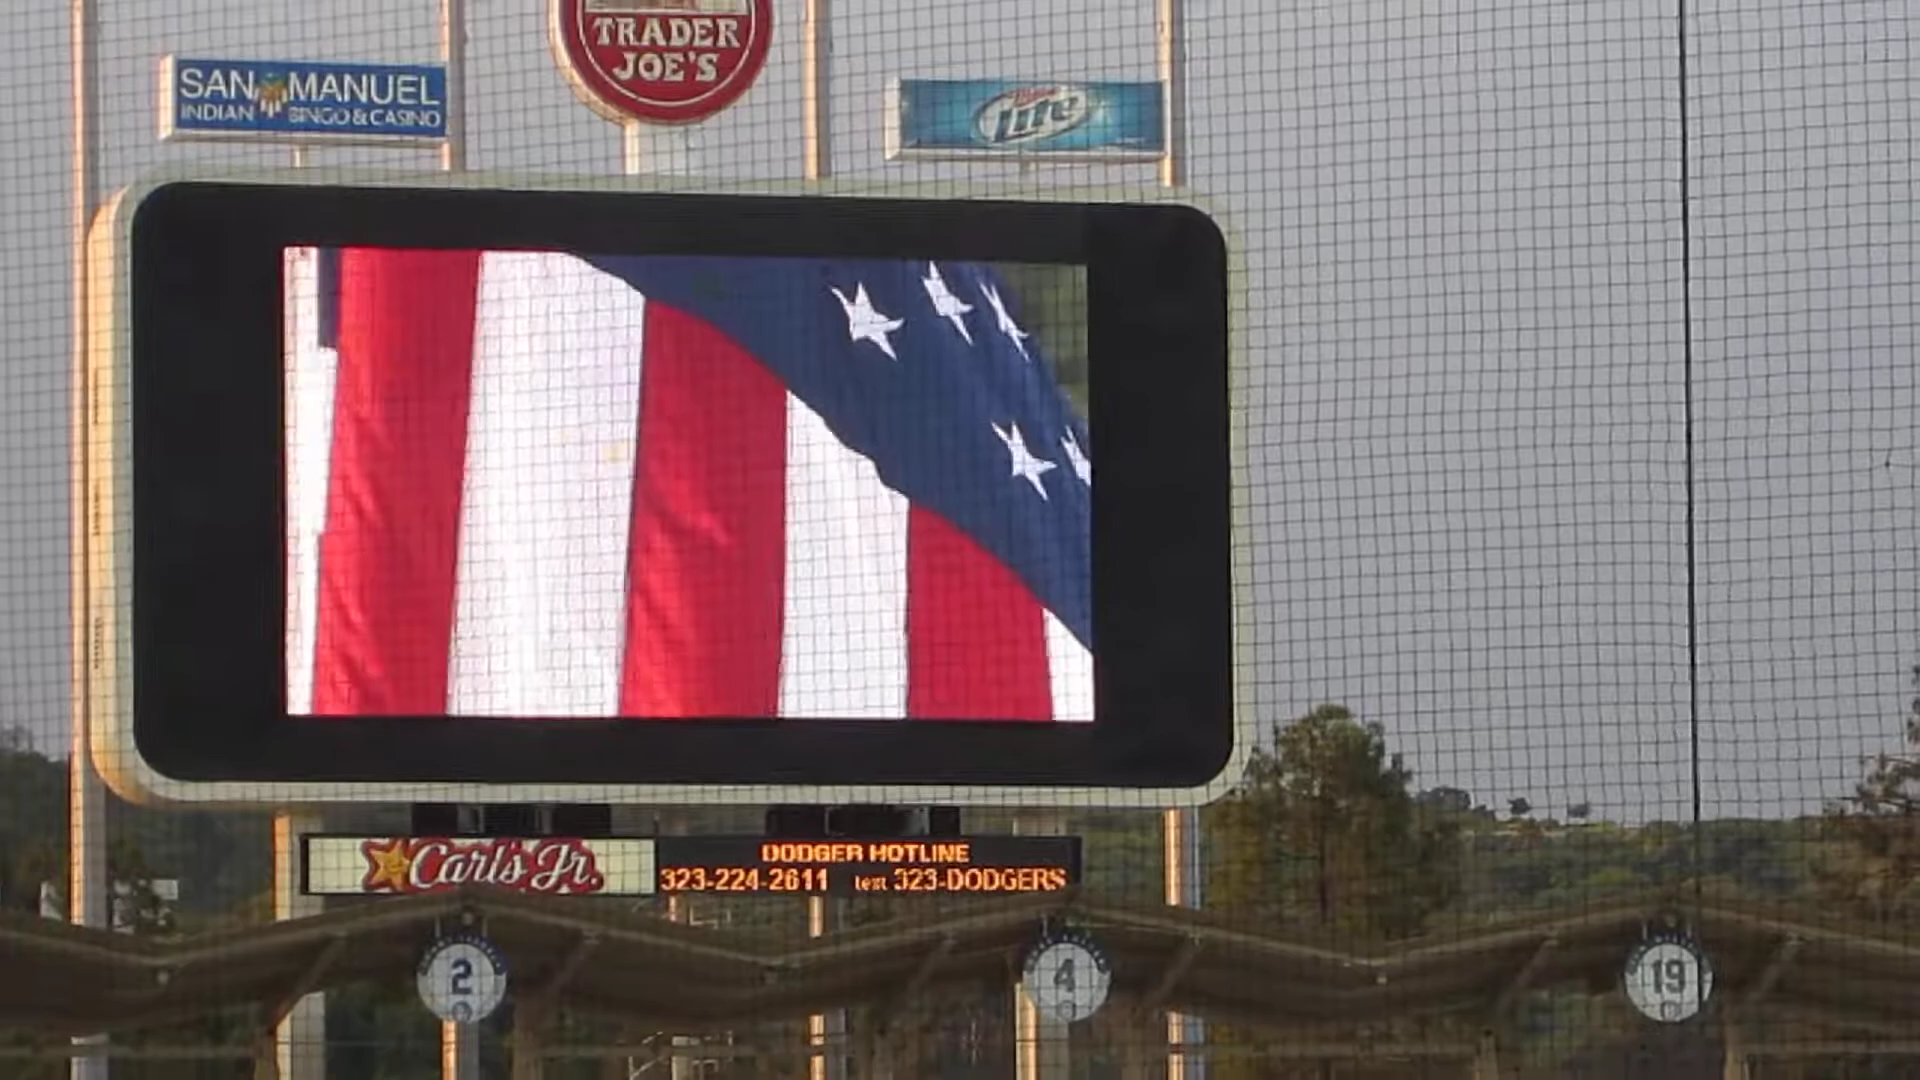 TRADER
JOE'S
SAN MANUEL
INDIAN BINGO & CASINO
Miller
Lite
Carl's Jr.
DODGER HOTLINE
323-224-2611 text 323-DODGERS
2
4
19